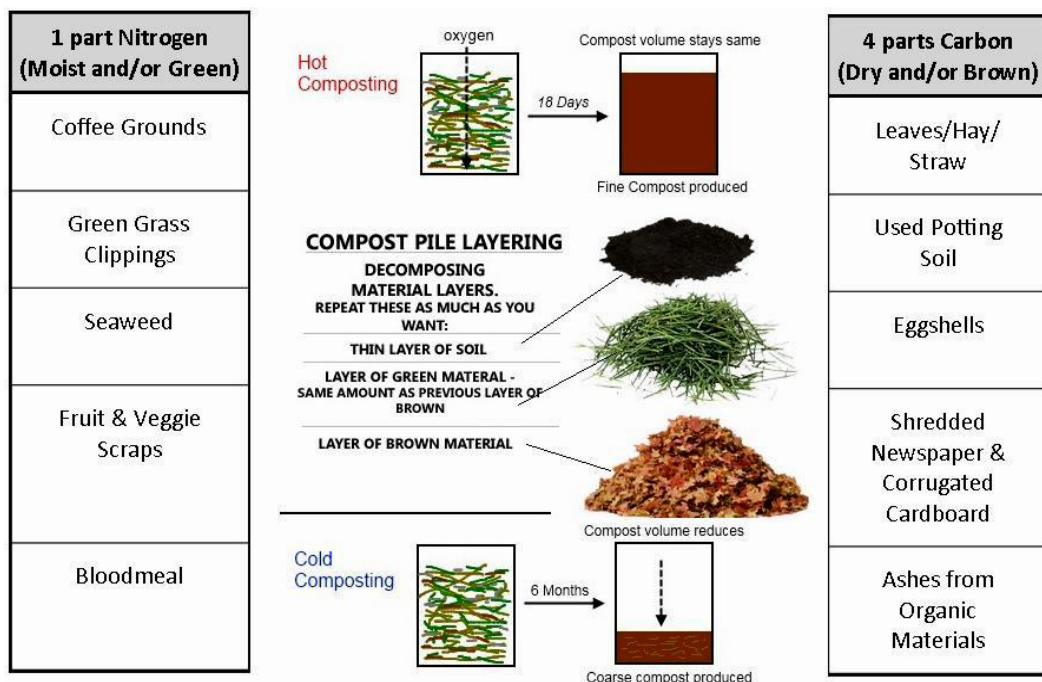 1 part Nitrogen
(Moist and/or Green)
Coffee Grounds
Green Grass
Clippings
Seaweed
Fruit & Veggie
Scraps
Bloodmeal
Hot
Composting
oxygen
18 Days
Compost volume stays same
Fine Compost produced
COMPOST PILE LAYERING
DECOMPOSING
MATERIAL LAYERS.
REPEAT THESE AS MUCH AS YOU
WANT:
THIN LAYER OF SOIL
LAYER OF GREEN MATERAL -
SAME AMOUNT AS PREVIOUS LAYER OF
BROWN
LAYER OF BROWN MATERIAL
Cold
Composting
6 Months
Compost volume reduces
Coarse compost produced
4 parts Carbon
(Dry and/or Brown)
Leaves/Hay/
Straw
Used Potting
Soil
Eggshells
Shredded
Newspaper &
Corrugated
Cardboard
Ashes from
Organic
Materials